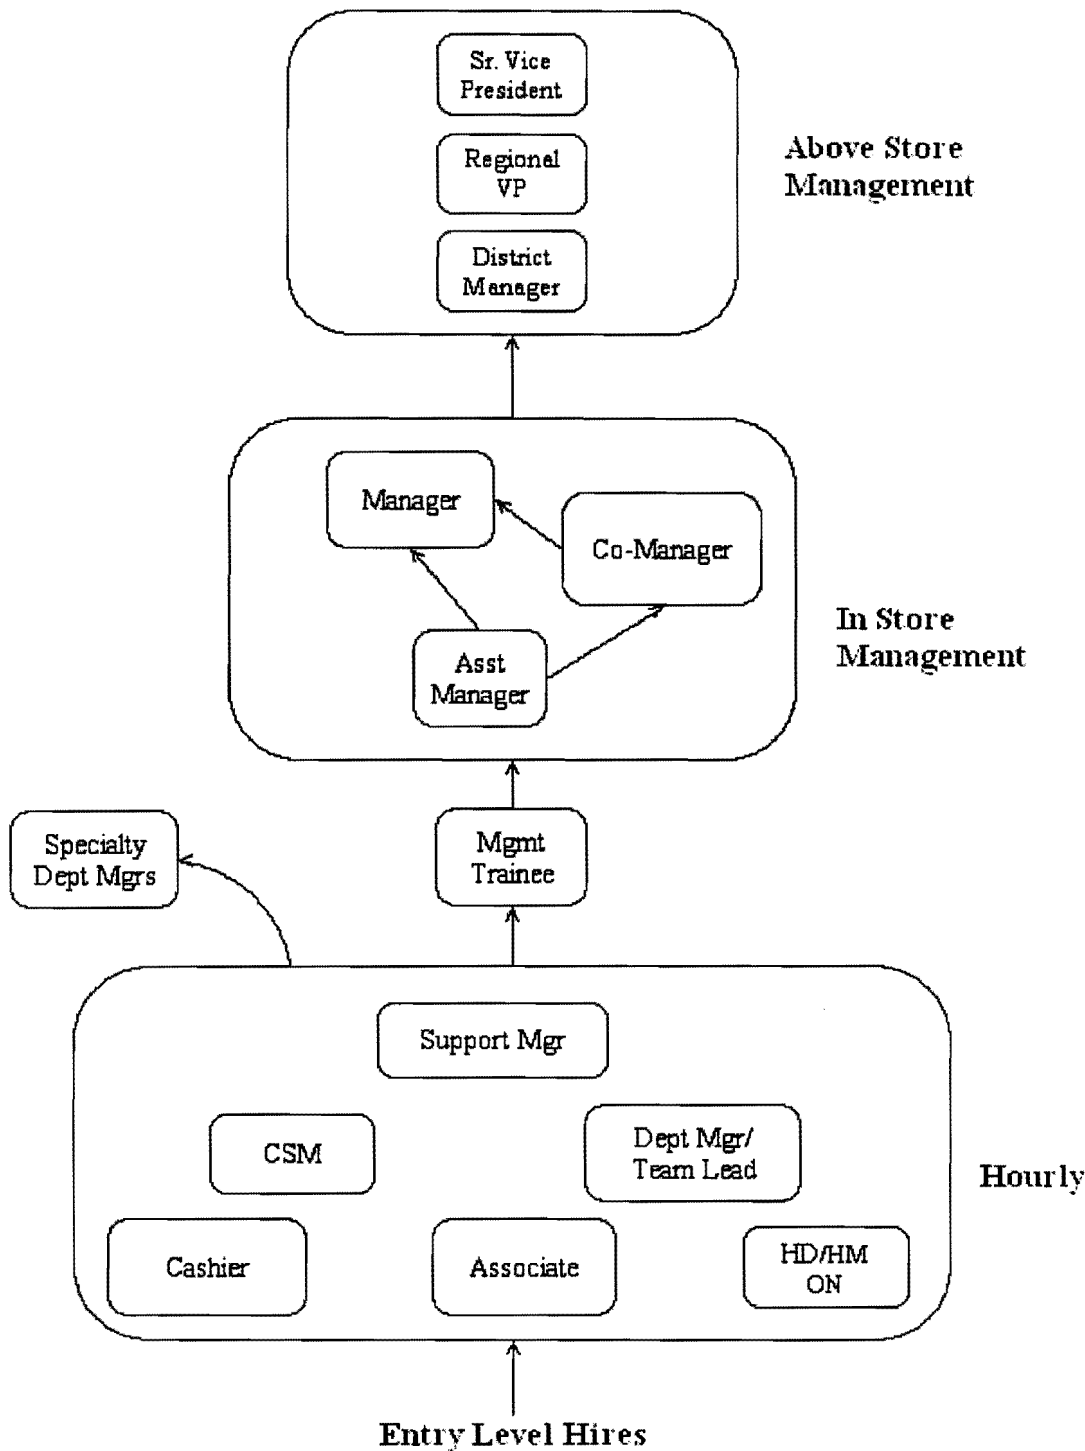 Sr. Vice
President
Regional
VP
District
Manager
Above Store
Management
Manager
Co-Manager
Asst
Manager
In Store
Management
Specialty
Dept Mgrs
Mgmt
Trainee
Support Mgr
CSM
Dept Mgr/
Team Lead
Hourly
Cashier
Associate
HD/HM
ON
Entry Level Hires